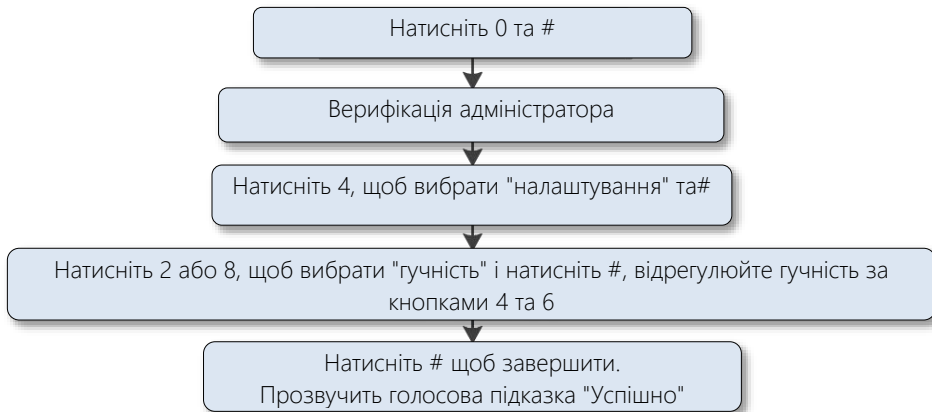 Натисніть 0 та #
Верифікація адміністратора
Натисніть 4, щоб вибрати "налаштування" та#
Натисніть 2 або 8, щоб вибрати "гучність" і натисніть #, відрегулюйте гучність за
кнопками 4 та 6
Натисніть # щоб завершити.
Прозвучить голосова підказка "Успішно"